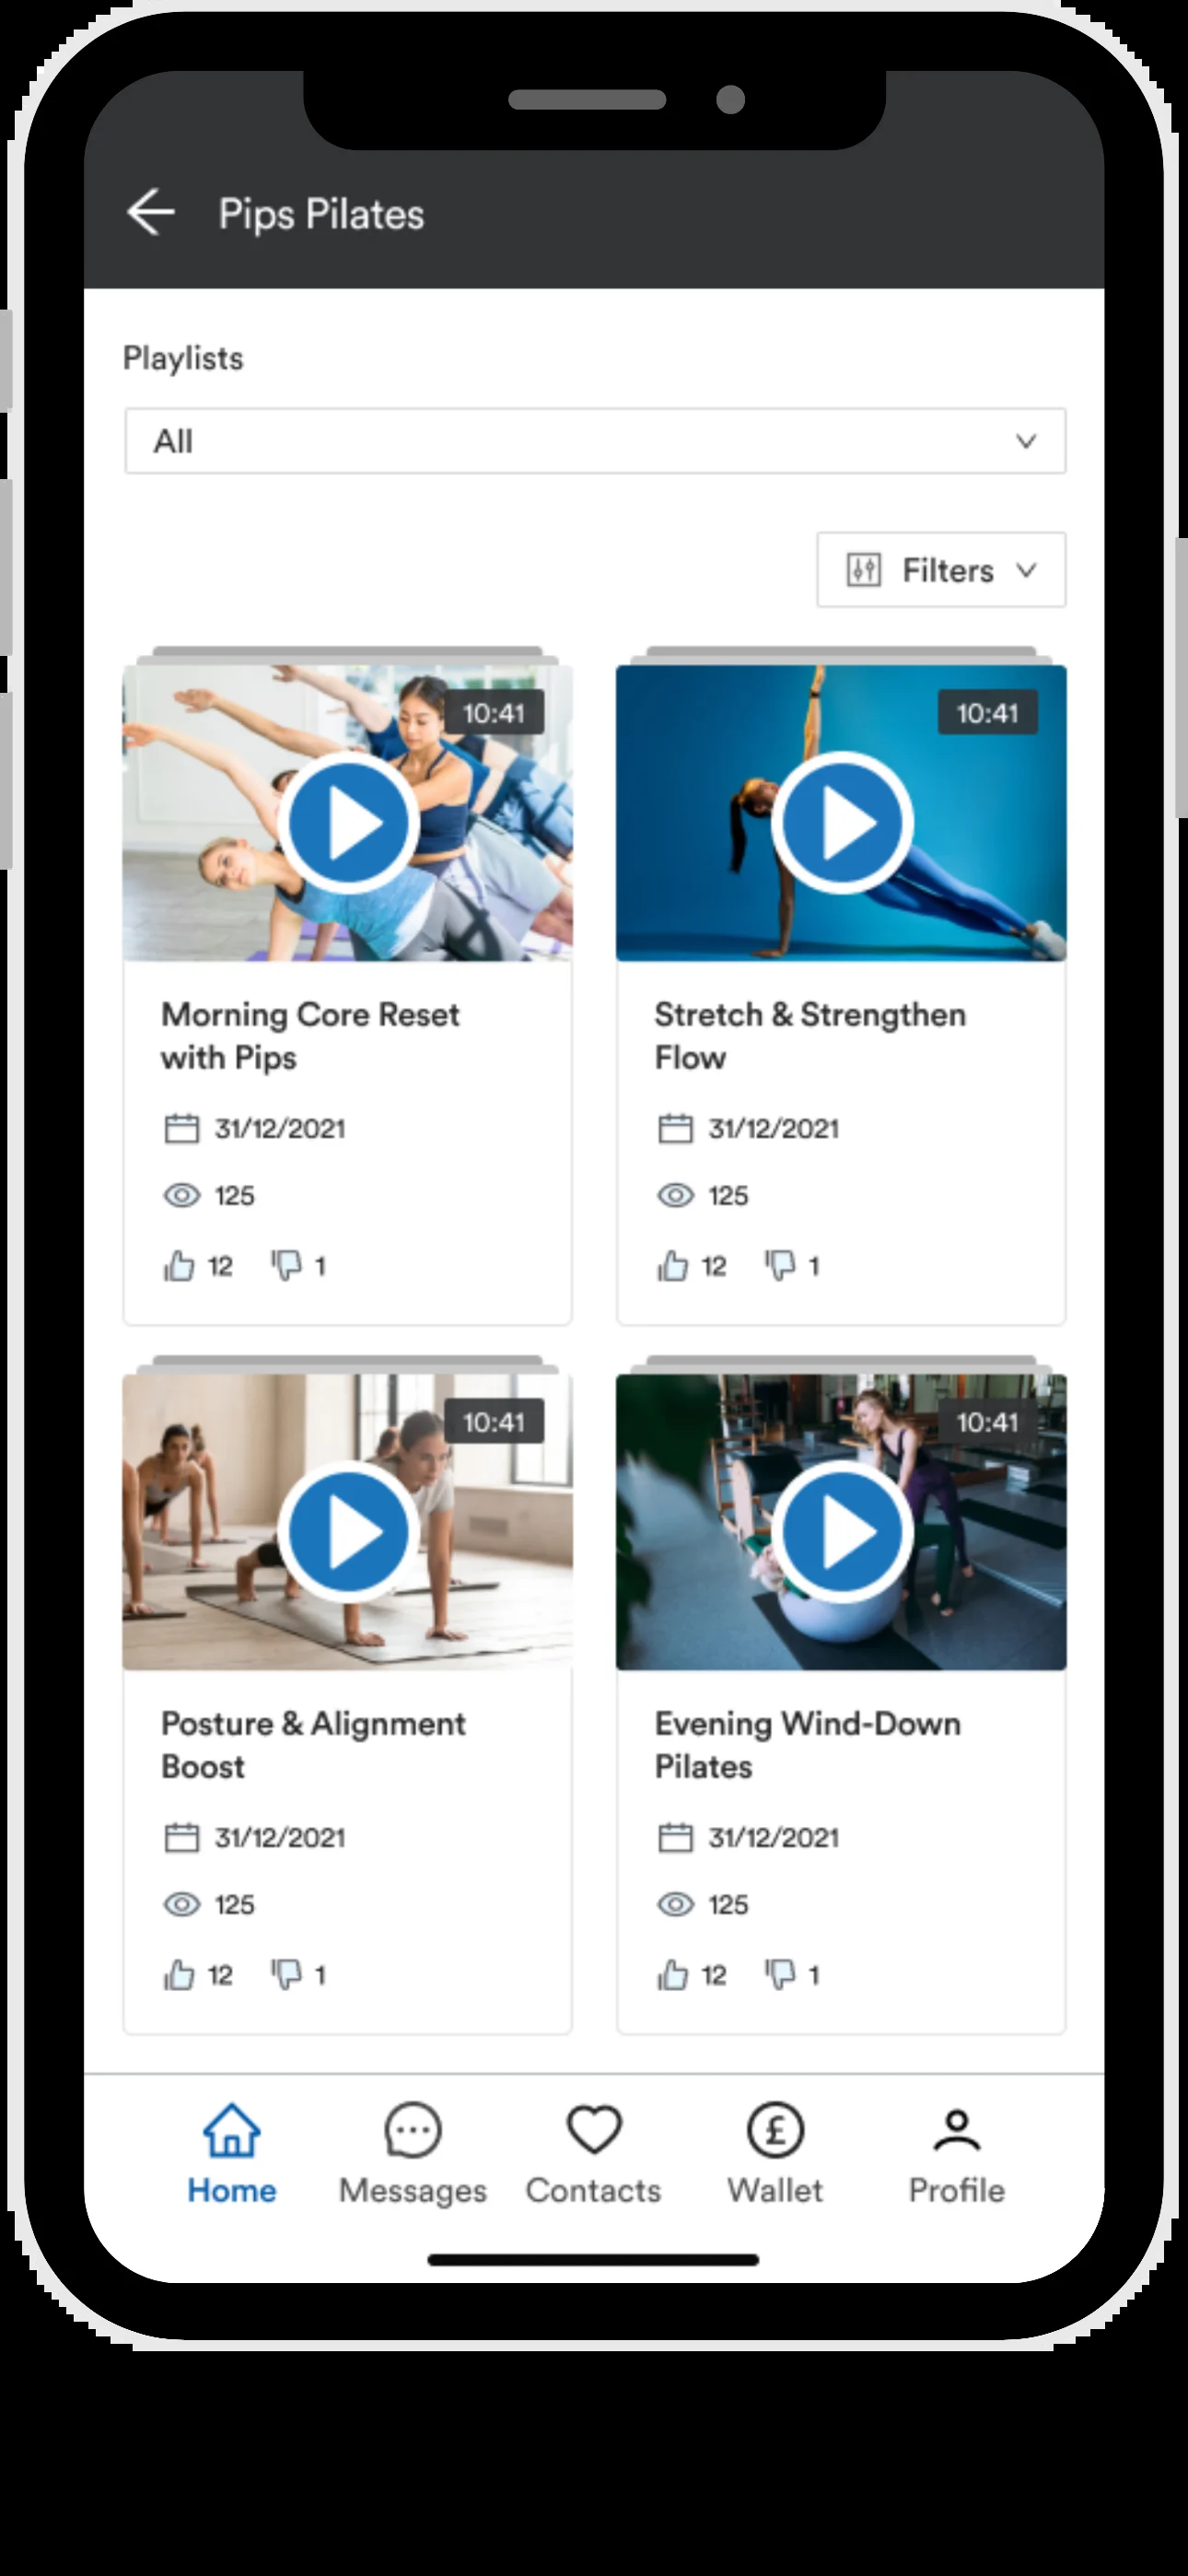 Pips Pilates
Playlists
All
Filters
10:41
Morning Core Reset
with Pips
31/12/2021
125
12 1
10:41
Stretch & Strengthen
Flow
31/12/2021
125
12 1
10:41
Posture & Alignment
Boost
31/12/2021
125
12 1
10:41
Evening Wind-Down
Pilates
31/12/2021
125
12 1
Home Messages Contacts Wallet Profile